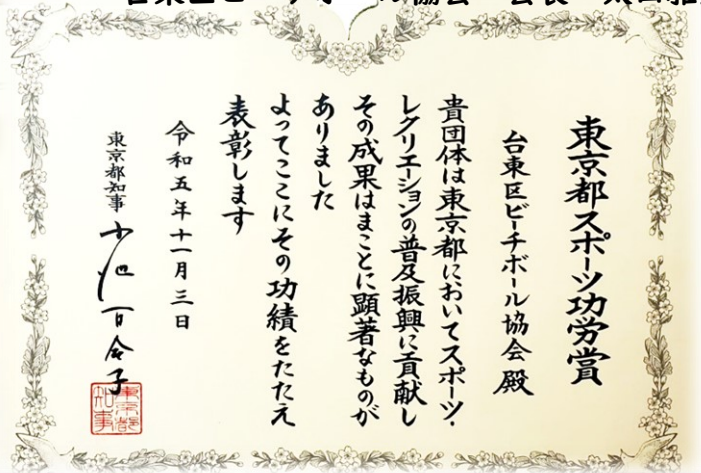 東京都スポーツ功労賞
台東区ビーチボール協会殿
貴団体は東京都においてスポーツ・
レクリエーションの普及振興に貢献し
その成果はまことに顕著なものが
ありました
よってここにその功績をたたえ
表彰します
令和五年十一月三日
東京都知事 小池百合子
東京都
知事